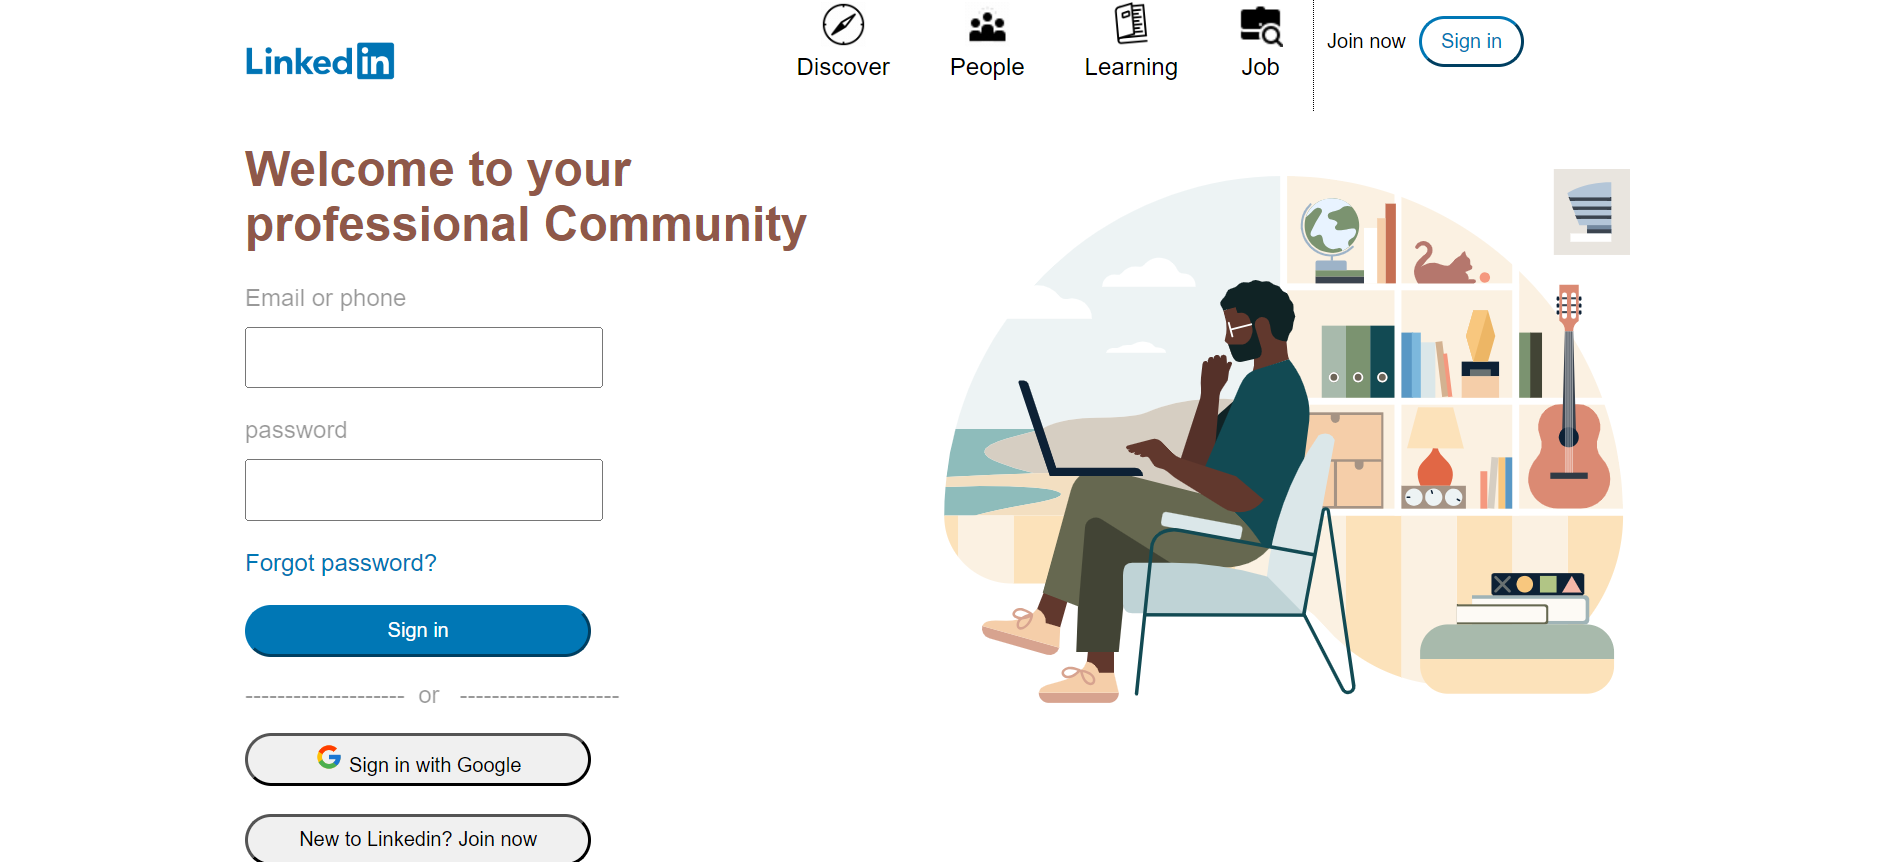 Linkedin
Discover
People
Learning
Job
Join now
Sign in
Welcome to your
professional Community
Email or phone
password
Forgot password?
Sign in
-------------------- or --------------------
Sign in with Google
New to Linkedin? Join now